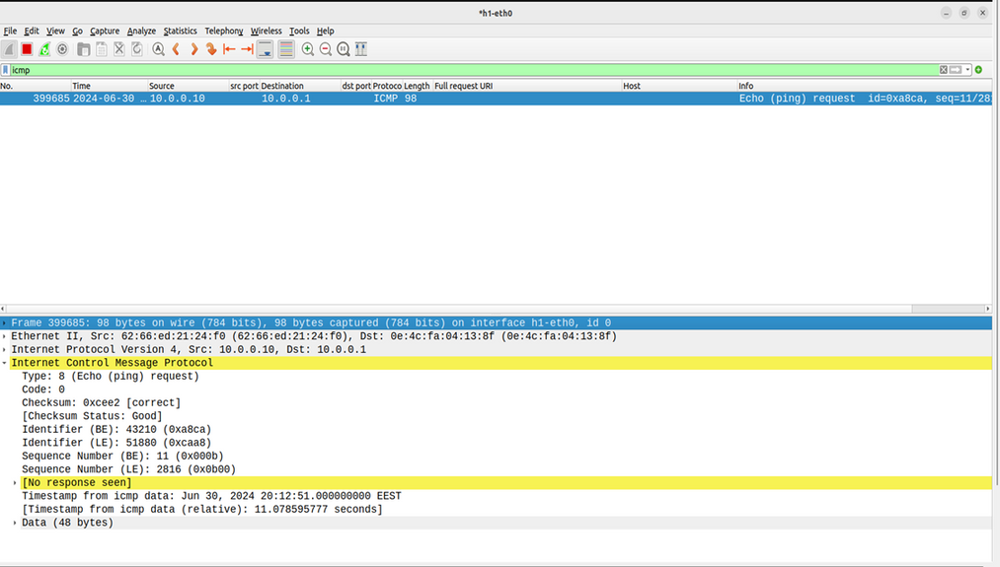 *h1-eth0
File Edit View Go Capture Analyze Statistics Telephony Wireless Tools Help
icmp
No. Time Source src port Destination dst port Protoco Length Full request URI Host Info
399685 2024-06-30 … 10.0.0.10 10.0.0.1 ICMP 98 Echo (ping) request id=0xa8ca, seq=11/28
Frame 399685: 98 bytes on wire (784 bits), 98 bytes captured (784 bits) on interface h1-eth0, id 0
Ethernet II, Src: 62:66:ed:21:24:f0 (62:66:ed:21:24:f0), Dst: 0e:4c:fa:04:13:8f (0e:4c:fa:04:13:8f)
Internet Protocol Version 4, Src: 10.0.0.10, Dst: 10.0.0.1
Internet Control Message Protocol
Type: 8 (Echo (ping) request)
Code: 0
Checksum: 0xcee2 [correct]
[Checksum Status: Good]
Identifier (BE): 43210 (0xa8ca)
Identifier (LE): 51880 (0xcaa8)
Sequence Number (BE): 11 (0x000b)
Sequence Number (LE): 2816 (0x0b00)
[No response seen]
Timestamp from icmp data: Jun 30, 2024 20:12:51.000000000 EEST
[Timestamp from icmp data (relative): 11.078595777 seconds]
Data (48 bytes)